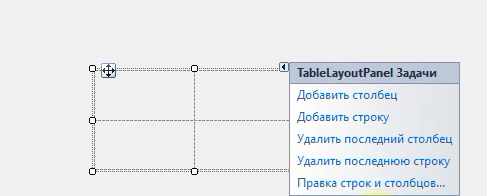 TableLayoutPanel Задачи
Добавить столбец
Добавить строку
Удалить последний столбец
Удалить последнюю строку
Правка строк и столбцов...